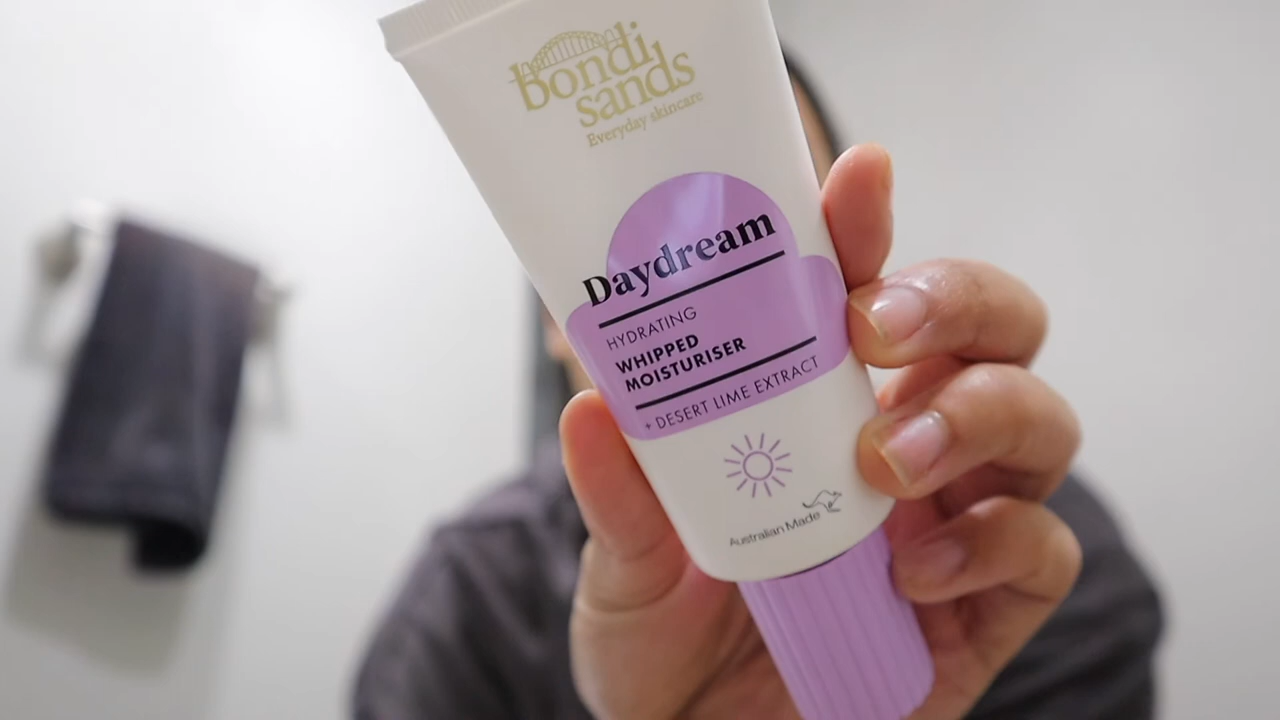 bondi
sands
Everyday skincare
Daydream
HYDRATING
WHIPPED
MOISTURISER
+ DESERT LIME EXTRACT
Australian Made